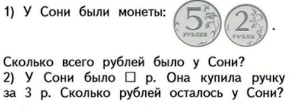 1) У Сони были монеты: 5 РУБЛЕЙ 2 РУБЛЯ .
Сколько всего рублей было у Сони?
2) У Сони было □ р. Она купила ручку
за 3 р. Сколько рублей осталось у Сони?